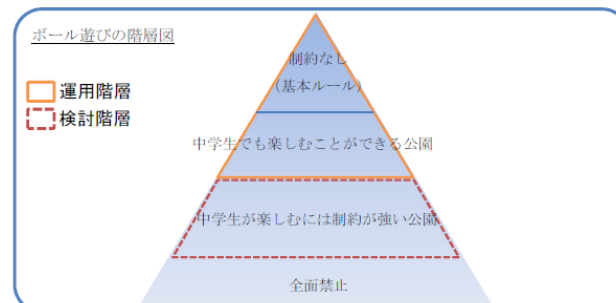 ボール遊びの階層図
運用階層
検討階層
制約なし
(基本ルール)
中学生でも楽しむことができる公園
中学生が楽しむには制約が強い公園
全面禁止